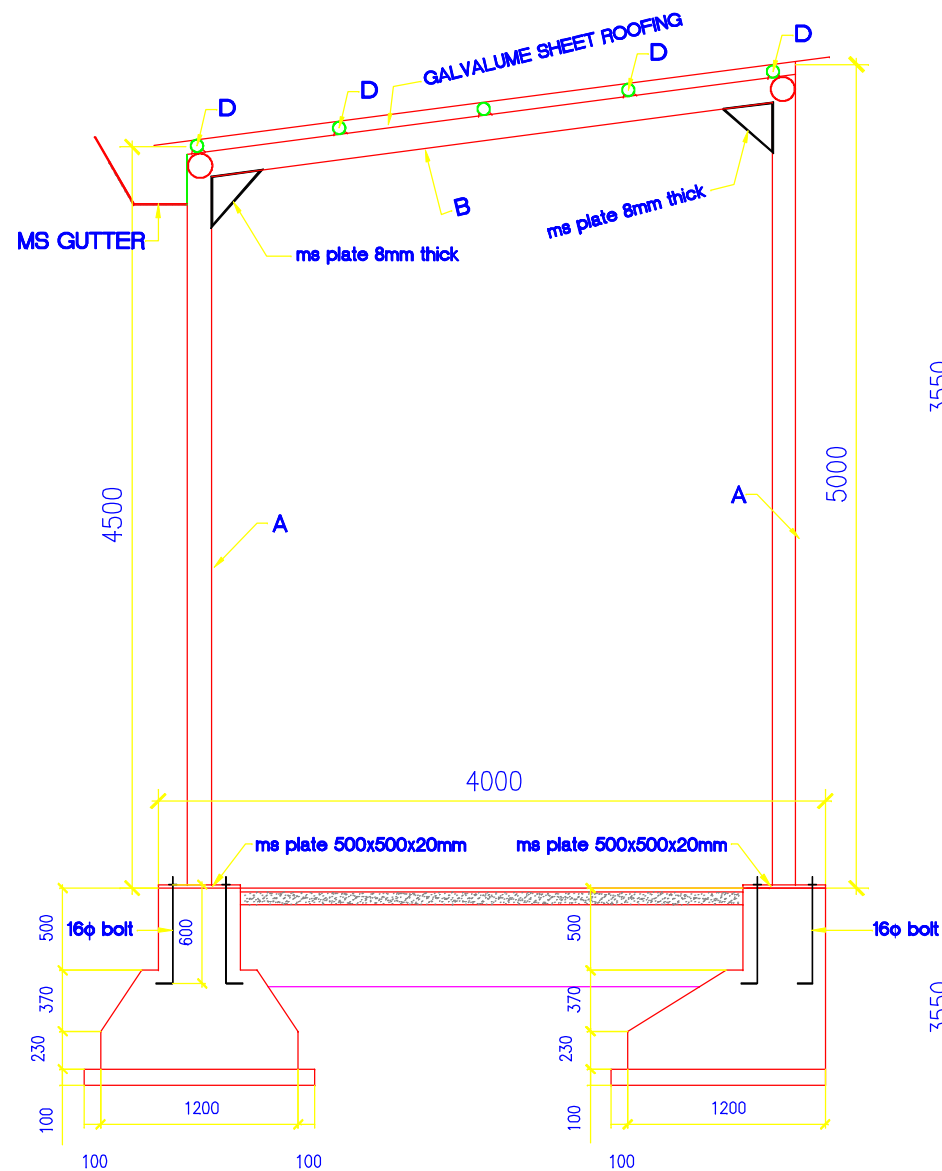 D
GALVALUME SHEET ROOFING
D
D
D
B
MS GUTTER
ms plate 8mm thick
ms plate 8mm thick
3550
4500
5000
A
A
4000
ms plate 500x500x20mm
ms plate 500x500x20mm
500
16ϕ bolt
600
500
16ϕ bolt
370
370
3550
230
230
100
1200
100
1200
100
100
100